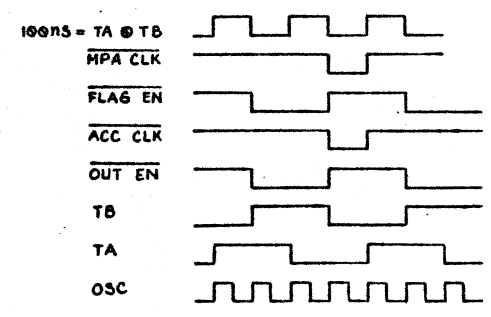 100ns = TA ⊕ TB
MPA CLK
FLAG EN
ACC CLK
OUT EN
TB
TA
OSC